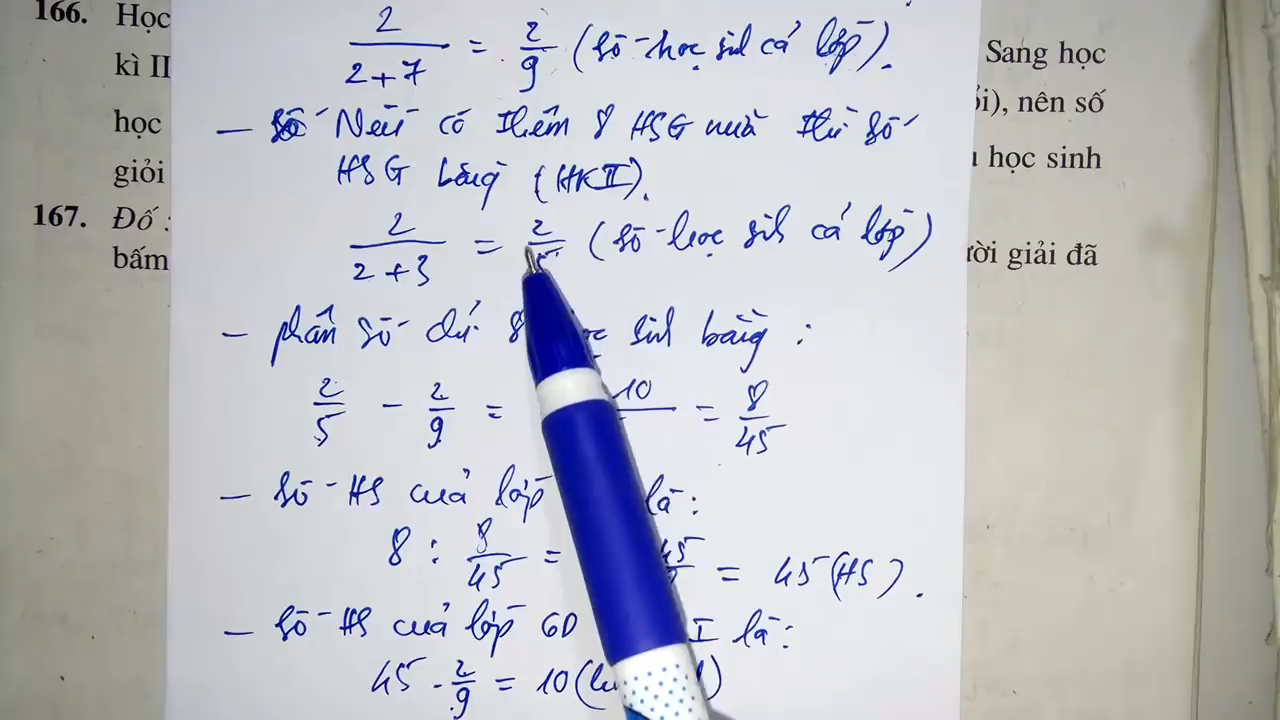 166. Học
kì II
học
giỏi
167. Đố :
bấm
Sang học
ỏi), nên số
học sinh
ười giải đã
2/(2+7) = 2/9 (số học sinh cả lớp).
— Nếu có thêm 8 HSG nữa thì số
HSG bằng (HKII).
2/(2+3) = 2/5 (số học sinh cả lớp)
— phân số chỉ 8 sinh bằng :
2/5 - 2/9 = 10 = 8/45
— Số HS của lớp là :
8 : 8/45 = 45 = 45 (HS).
— Số HS của lớp 6D I là :
45 . 2/9 = 10 (